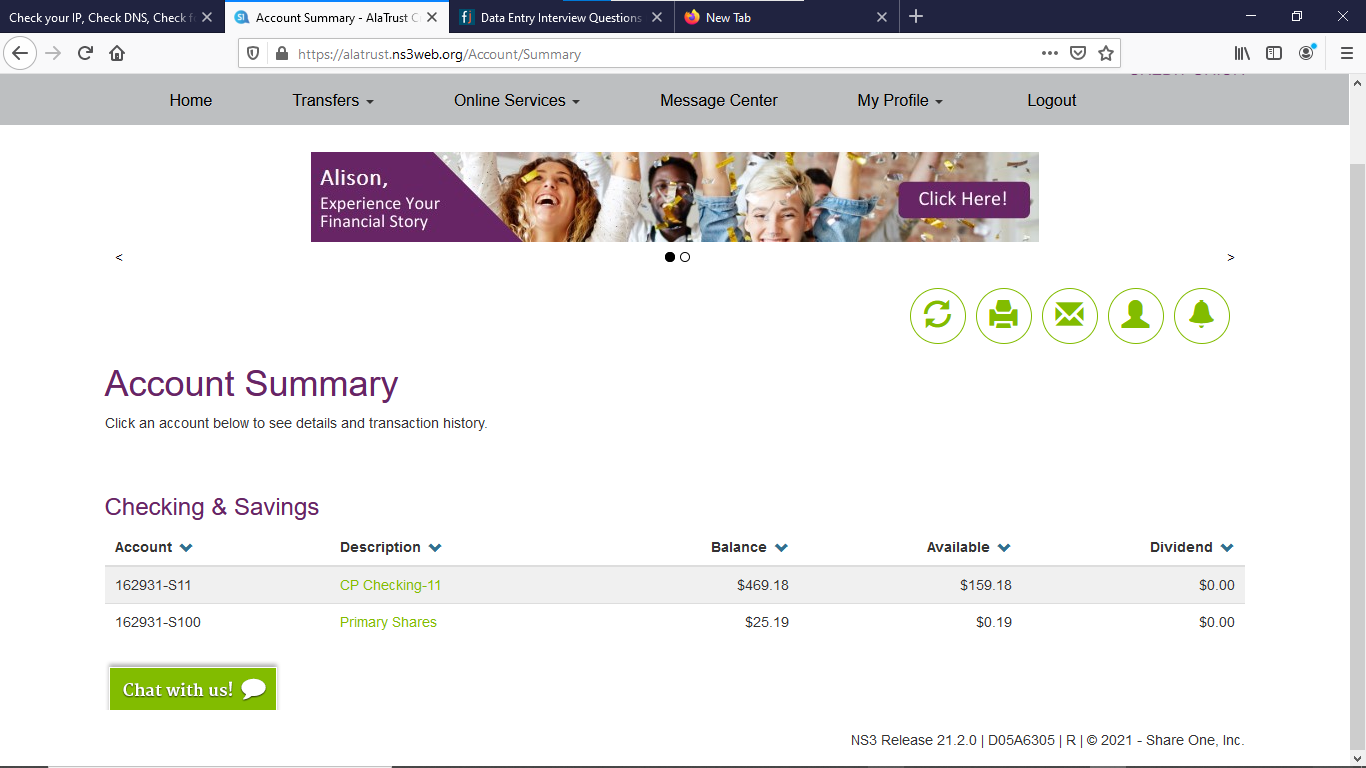 Check your IP, Check DNS, Check f
Account Summary - AlaTrust C
Data Entry Interview Questions
New Tab
https://alatrust.ns3web.org/Account/Summary
CREDIT UNION
Home
Transfers
Online Services
Message Center
My Profile
Logout
Alison,
Experience Your
Financial Story
Click Here!
<
>
Account Summary
Click an account below to see details and transaction history.
Checking & Savings
Account Description Balance Available Dividend
162931-S11 CP Checking-11 $469.18 $159.18 $0.00
162931-S100 Primary Shares $25.19 $0.19 $0.00
Chat with us!
NS3 Release 21.2.0 | D05A6305 | R | © 2021 - Share One, Inc.